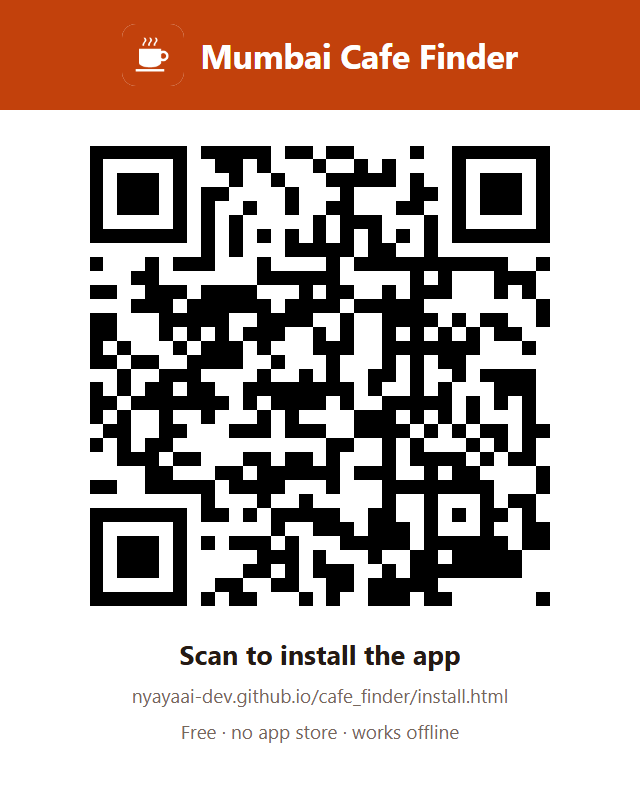 Mumbai Cafe Finder
Scan to install the app
nyayaai-dev.github.io/cafe_finder/install.html
Free · no app store · works offline